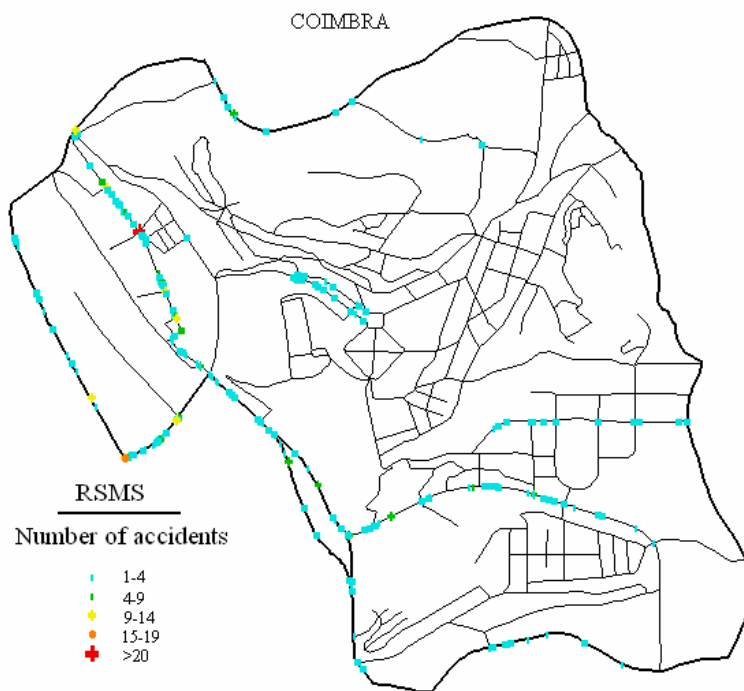 COIMBRA
RSMS
Number of accidents
1-4
4-9
9-14
15-19
>20